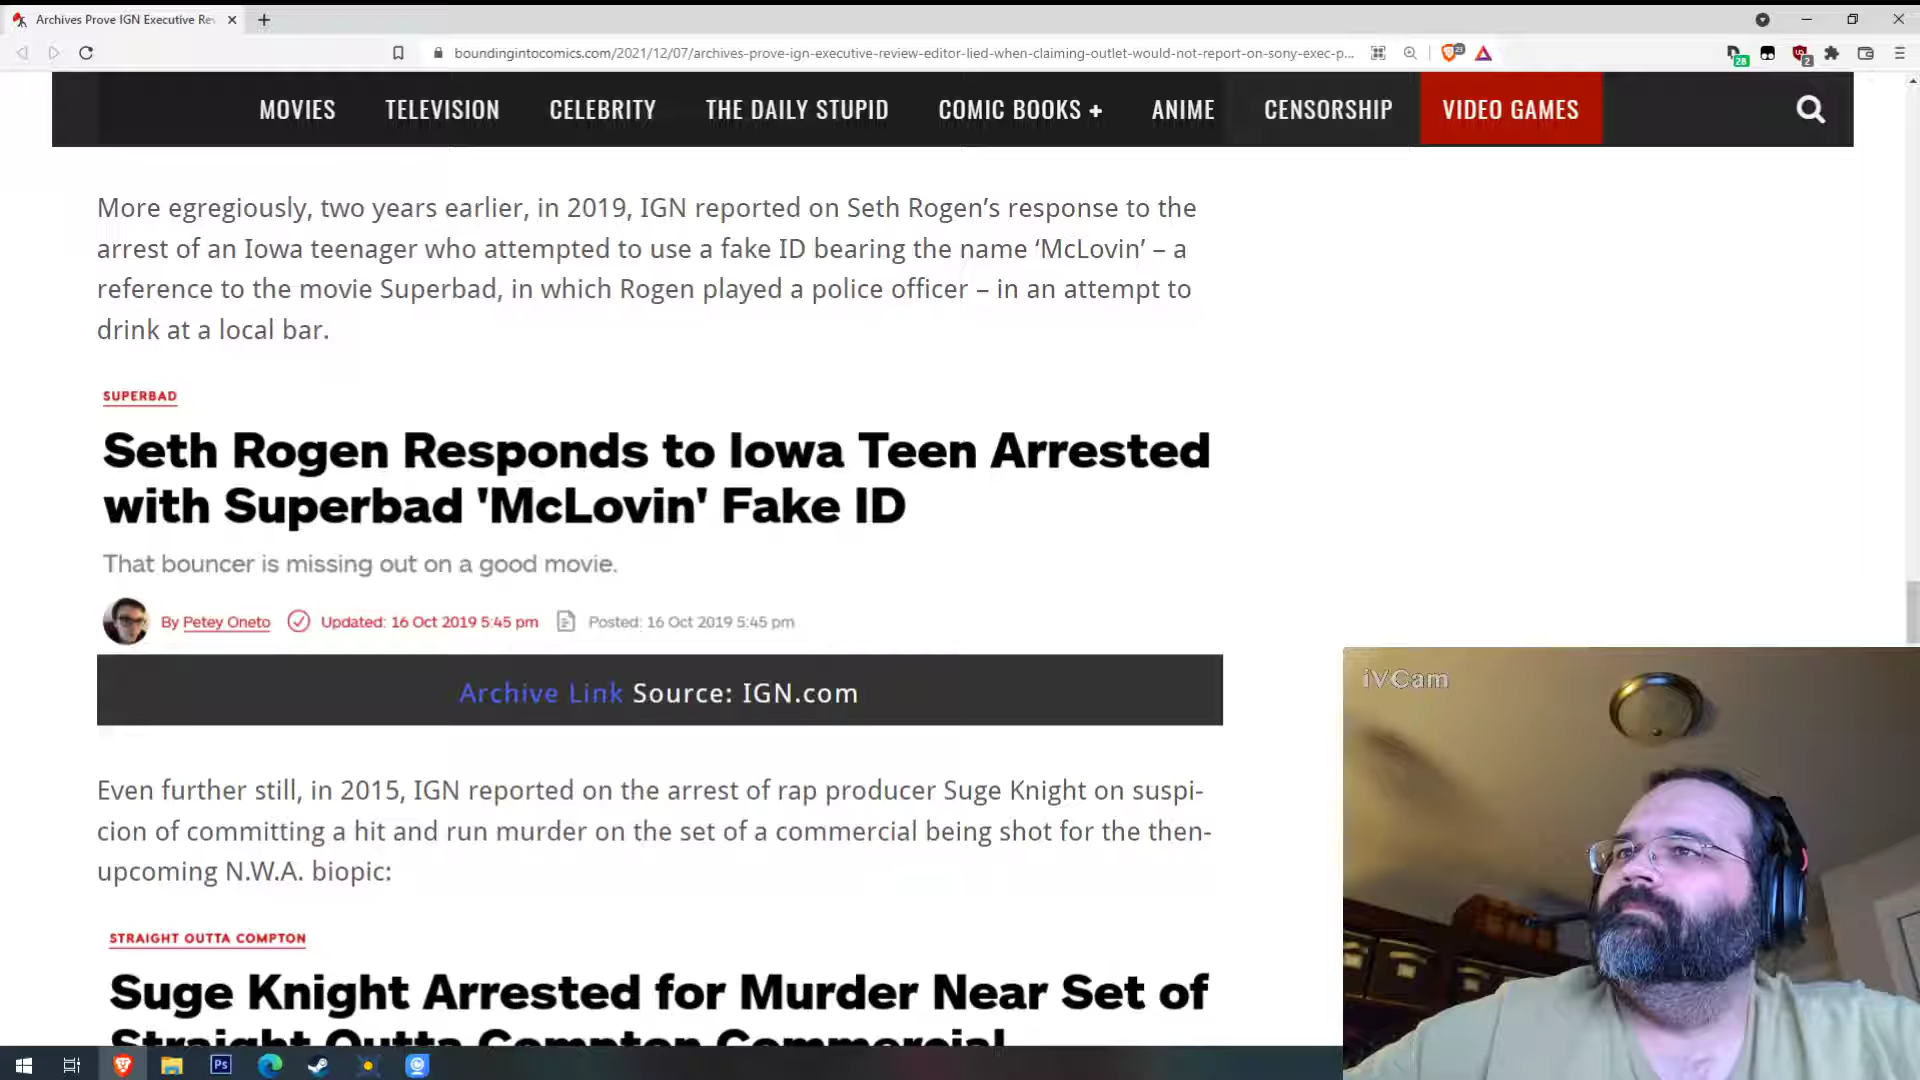 Archives Prove IGN Executive Re
boundingintocomics.com/2021/12/07/archives-prove-ign-executive-review-editor-lied-when-claiming-outlet-would-not-report-on-sony-exec-p...
MOVIES TELEVISION CELEBRITY THE DAILY STUPID COMIC BOOKS + ANIME CENSORSHIP VIDEO GAMES
More egregiously, two years earlier, in 2019, IGN reported on Seth Rogen’s response to the
arrest of an Iowa teenager who attempted to use a fake ID bearing the name ‘McLovin’ – a
reference to the movie Superbad, in which Rogen played a police officer – in an attempt to
drink at a local bar.
SUPERBAD
Seth Rogen Responds to Iowa Teen Arrested
with Superbad 'McLovin' Fake ID
That bouncer is missing out on a good movie.
By Petey Oneto Updated: 16 Oct 2019 5:45 pm Posted: 16 Oct 2019 5:45 pm
Archive Link Source: IGN.com
iVCam
Even further still, in 2015, IGN reported on the arrest of rap producer Suge Knight on suspi-
cion of committing a hit and run murder on the set of a commercial being shot for the then-
upcoming N.W.A. biopic:
STRAIGHT OUTTA COMPTON
Suge Knight Arrested for Murder Near Set of
Straight Outta Compton Commercial
Ps